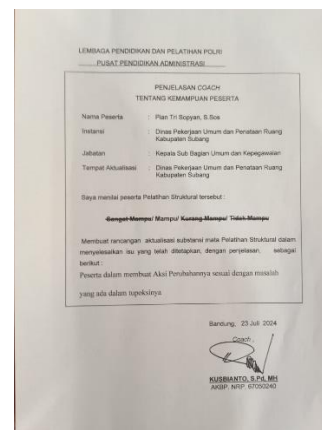 LEMBAGA PENDIDIKAN DAN PELATIHAN POLRI
PUSAT PENDIDIKAN ADMINISTRASI
PENJELASAN COACH
TENTANG KEMAMPUAN PESERTA
Nama Peserta : Pian Tri Sopyan, S.Sos
Instansi : Dinas Pekerjaan Umum dan Penataan Ruang
Kabupaten Subang
Jabatan : Kepala Sub Bagian Umum dan Kepegawaian
Tempat Aktualisasi : Dinas Pekerjaan Umum dan Penataan Ruang
Kabupaten Subang
Saya menilai peserta Pelatihan Struktural tersebut :
Sangat Mampu/ Mampu/ Kurang Mampu/ Tidak Mampu
Membuat rancangan aktualisasi substansi mata Pelatihan Struktural dalam
menyelesaikan isu yang telah ditetapkan, dengan penjelasan, sebagai
berikut :
Peserta dalam membuat Aksi Perubahannya sesuai dengan masalah
yang ada dalam tupoksinya
Bandung, 23 Juli 2024
Coach,
KUSBIANTO, S.Pd, MH
AKBP. NRP. 67050240